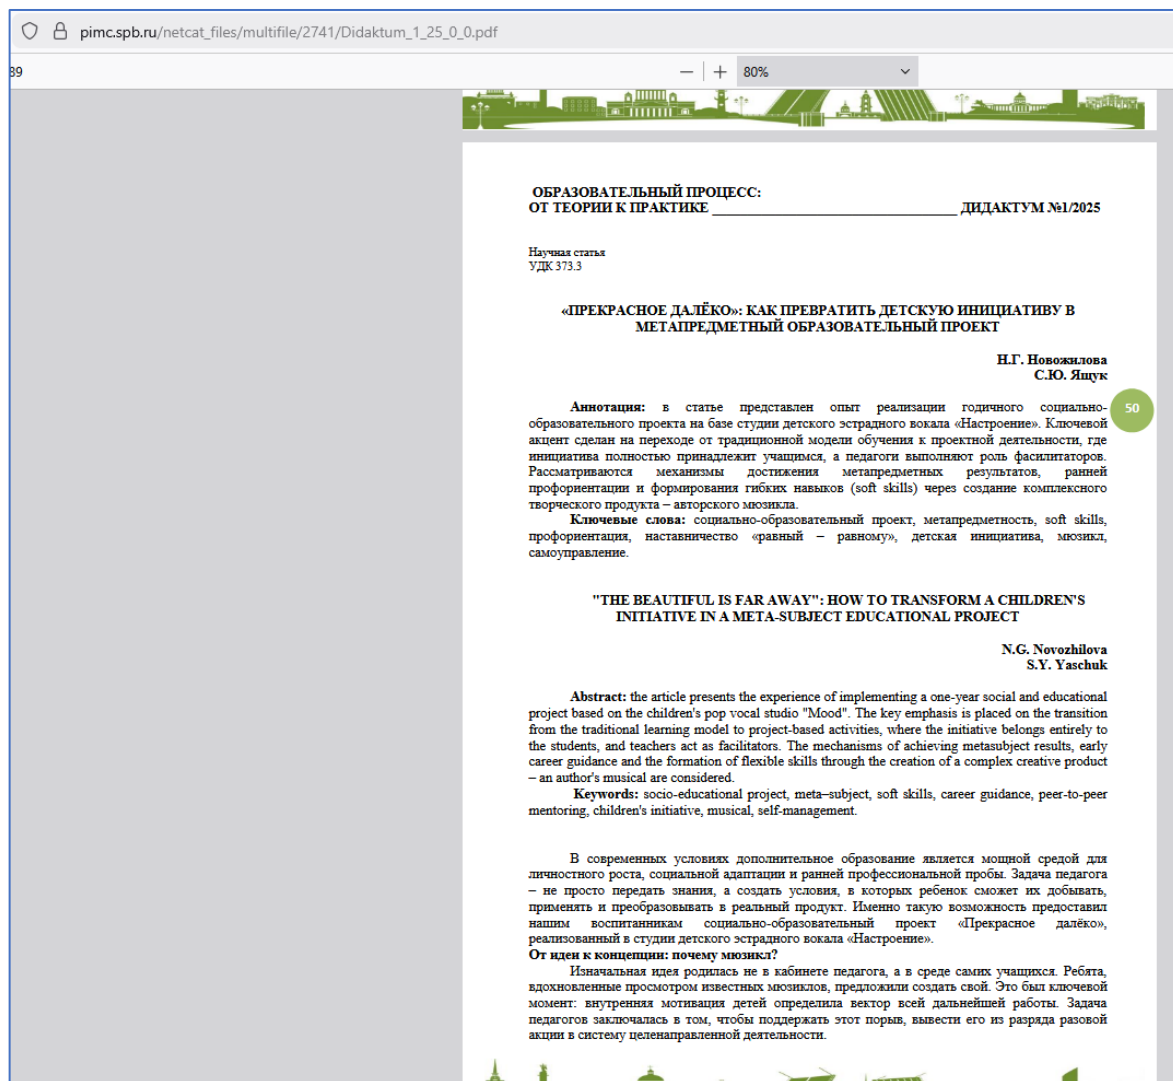 pimc.spb.ru/netcat_files/multifile/2741/Didaktum_1_25_0_0.pdf
89
80%
ОБРАЗОВАТЕЛЬНЫЙ ПРОЦЕСС:
ОТ ТЕОРИИ К ПРАКТИКЕ ___________________________________ ДИДАКТУМ №1/2025
Научная статья
УДК 373.3
«ПРЕКРАСНОЕ ДАЛЁКО»: КАК ПРЕВРАТИТЬ ДЕТСКУЮ ИНИЦИАТИВУ В
МЕТАПРЕДМЕТНЫЙ ОБРАЗОВАТЕЛЬНЫЙ ПРОЕКТ
Н.Г. Новожилова
С.Ю. Ящук
Аннотация: в статье представлен опыт реализации годичного социально-
50
образовательного проекта на базе студии детского эстрадного вокала «Настроение». Ключевой
акцент сделан на переходе от традиционной модели обучения к проектной деятельности, где
инициатива полностью принадлежит учащимся, а педагоги выполняют роль фасилитаторов.
Рассматриваются механизмы достижения метапредметных результатов, ранней
профориентации и формирования гибких навыков (soft skills) через создание комплексного
творческого продукта – авторского мюзикла.
Ключевые слова: социально-образовательный проект, метапредметность, soft skills,
профориентация, наставничество «равный – равному», детская инициатива, мюзикл,
самоуправление.
"THE BEAUTIFUL IS FAR AWAY": HOW TO TRANSFORM A CHILDREN'S
INITIATIVE IN A META-SUBJECT EDUCATIONAL PROJECT
N.G. Novozhilova
S.Y. Yaschuk
Abstract: the article presents the experience of implementing a one-year social and educational
project based on the children's pop vocal studio "Mood". The key emphasis is placed on the transition
from the traditional learning model to project-based activities, where the initiative belongs entirely to
the students, and teachers act as facilitators. The mechanisms of achieving metasubject results, early
career guidance and the formation of flexible skills through the creation of a complex creative product
– an author's musical are considered.
Keywords: socio-educational project, meta–subject, soft skills, career guidance, peer-to-peer
mentoring, children's initiative, musical, self-management.
В современных условиях дополнительное образование является мощной средой для
личностного роста, социальной адаптации и ранней профессиональной пробы. Задача педагога
– не просто передать знания, а создать условия, в которых ребенок сможет их добывать,
применять и преобразовывать в реальный продукт. Именно такую возможность предоставил
нашим воспитанникам социально-образовательный проект «Прекрасное далёко»,
реализованный в студии детского эстрадного вокала «Настроение».
От идеи к концепции: почему мюзикл?
Изначальная идея родилась не в кабинете педагога, а в среде самих учащихся. Ребята,
вдохновленные просмотром известных мюзиклов, предложили создать свой. Это был ключевой
момент: внутренняя мотивация детей определила вектор всей дальнейшей работы. Задача
педагогов заключалась в том, чтобы поддержать этот порыв, вывести его из разряда разовой
акции в систему целенаправленной деятельности.